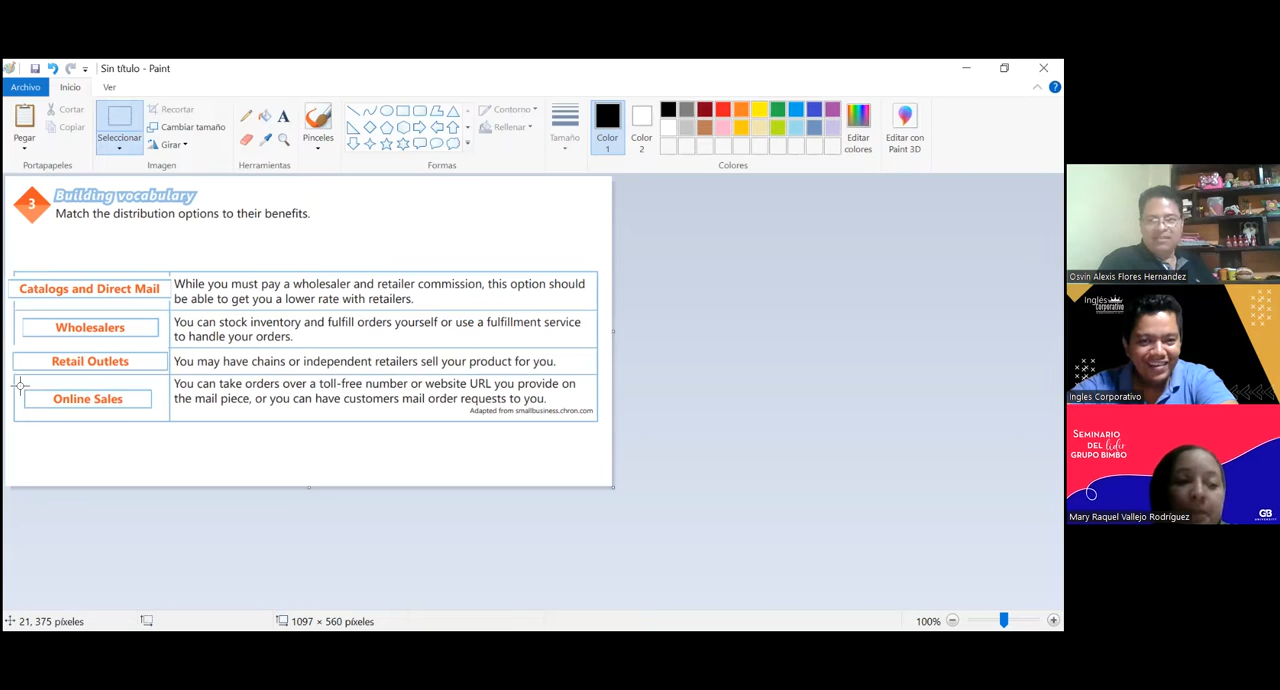 Sin título - Paint
Archivo Inicio Ver
Pegar
Cortar
Copiar
Portapapeles
Seleccionar
Recortar
Cambiar tamaño
Girar
Imagen
Herramientas
Pinceles
Formas
Contorno
Rellenar
Tamaño
Color
1
Color
2
Colores
Editar
colores
Editar con
Paint 3D
3 Building vocabulary
Match the distribution options to their benefits.
Catalogs and Direct Mail
While you must pay a wholesaler and retailer commission, this option should
be able to get you a lower rate with retailers.
Wholesalers
You can stock inventory and fulfill orders yourself or use a fulfillment service
to handle your orders.
Retail Outlets
You may have chains or independent retailers sell your product for you.
Online Sales
You can take orders over a toll-free number or website URL you provide on
the mail piece, or you can have customers mail order requests to you.
Adapted from smallbusiness.chron.com
21, 375 píxeles
1097 × 560 píxeles
100%
Osvin Alexis Flores Hernandez
Inglés
Corporativo
Ingles Corporativo
SEMINARIO
DEL líder
GRUPO BIMBO
GB
UNIVERSITY
Mary Raquel Vallejo Rodríguez